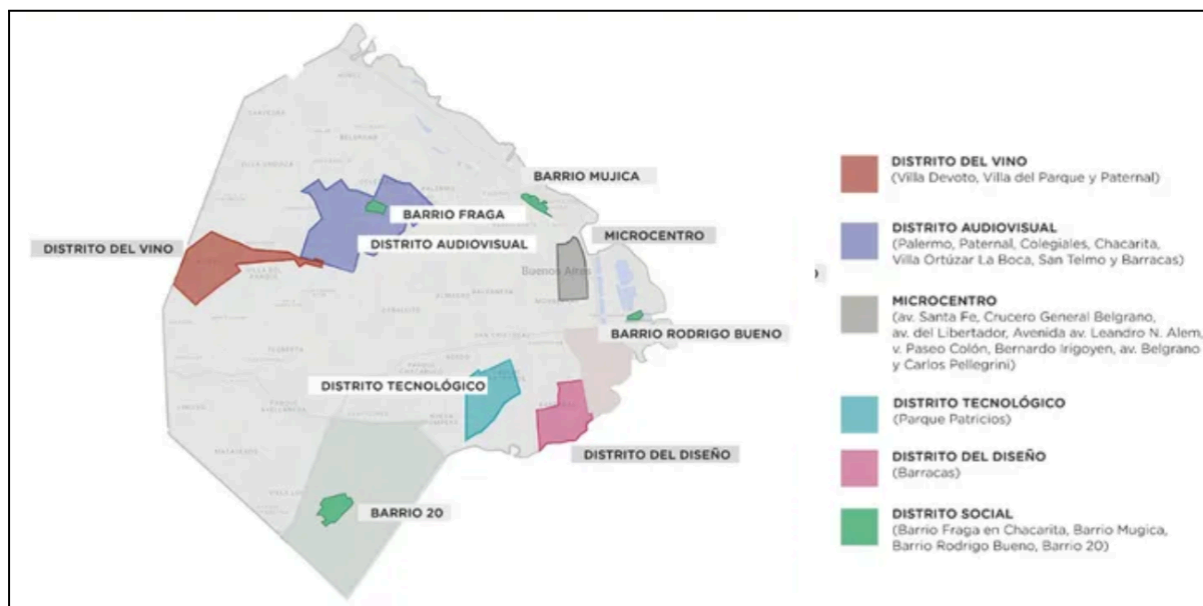 BARRIO MUJICA
BARRIO FRAGA
MICROCENTRO
DISTRITO DEL VINO
DISTRITO AUDIOVISUAL
Buenos Aires
BARRIO RODRIGO BUENO
DISTRITO TECNOLÓGICO
DISTRITO DEL DISEÑO
BARRIO 20
DISTRITO DEL VINO
(Villa Devoto, Villa del Parque y Paternal)
DISTRITO AUDIOVISUAL
(Palermo, Paternal, Colegiales, Chacarita,
Villa Ortúzar La Boca, San Telmo y Barracas)
MICROCENTRO
(av. Santa Fe, Crucero General Belgrano,
av. del Libertador, Avenida av. Leandro N. Alem,
v. Paseo Colón, Bernardo Irigoyen, av. Belgrano
y Carlos Pellegrini)
DISTRITO TECNOLÓGICO
(Parque Patricios)
DISTRITO DEL DISEÑO
(Barracas)
DISTRITO SOCIAL
(Barrio Fraga en Chacarita, Barrio Mugica,
Barrio Rodrigo Bueno, Barrio 20)